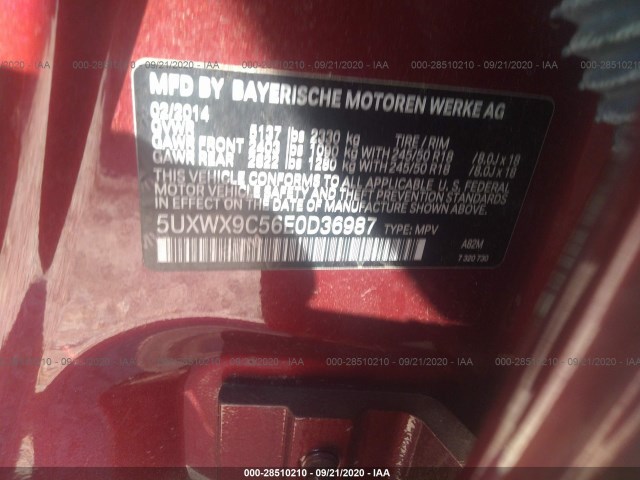 000-28510210 - 09/21/2020 - IAA
MFD BY BAYERISCHE MOTOREN WERKE AG
02/2014
GVWR 5137 lbs 2330 kg TIRE / RIM
GAWR FRONT 2403 lbs 1090 kg WITH 245/50 R18 /8.0J x 18
GAWR REAR 2822 lbs 1280 kg WITH 245/50 R18 /8.0J x 18
THIS VEHICLE CONFORMS TO ALL APPLICABLE U.S. FEDERAL
MOTOR VEHICLE SAFETY AND THEFT PREVENTION STANDARDS
IN EFFECT ON THE DATE OF MANUFACTURE SHOWN ABOVE.
5UXWX9C56E0D36987 TYPE: MPV
A82M
7 320 730
000-28510210 - 09/21/2020 - IAA
000-28510210 - 09/21/2020 - IAA